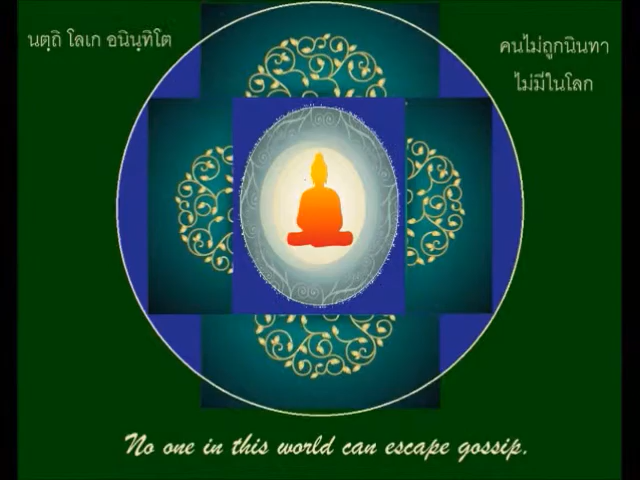 นตฺถิ โลเก อนินฺทิโต
คนไม่ถูกนินทา
ไม่มีในโลก
No one in this world can escape gossip.